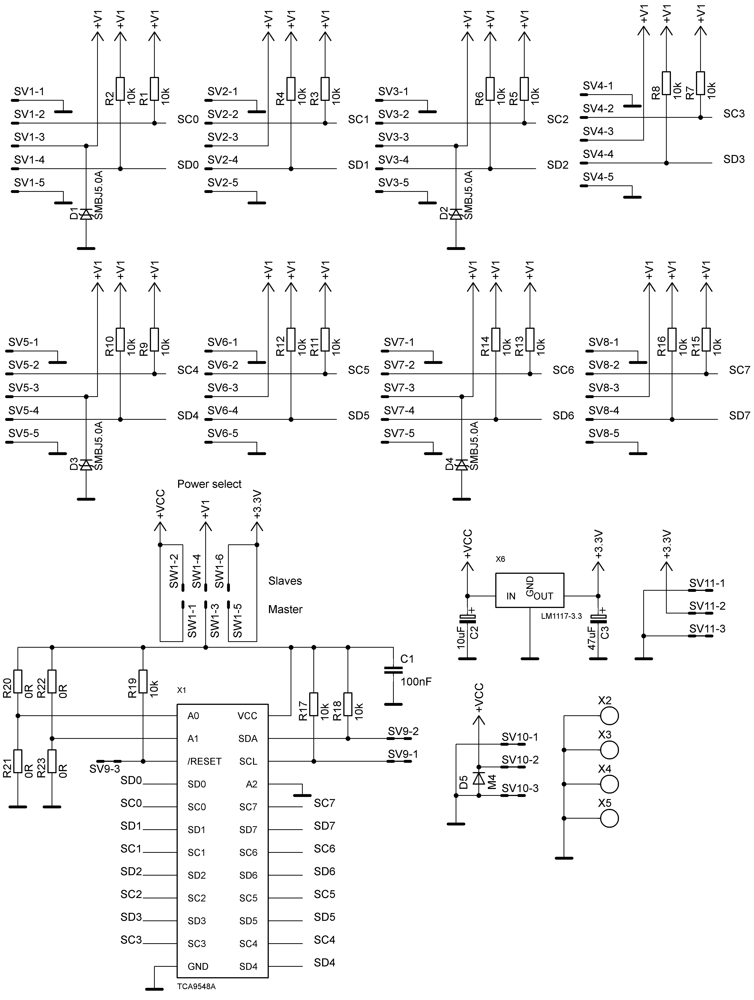 +V1 +V1 +V1 +V1 +V1 +V1 +V1 +V1 +V1 +V1 +V1 +V1
SV1-1
SV1-2
SV1-3
SV1-4
SV1-5
R2 10k
R1 10k
SC0
SD0
D1 SMBJ5.0A
SV2-1
SV2-2
SV2-3
SV2-4
SV2-5
R4 10k
R3 10k
SC1
SD1
SV3-1
SV3-2
SV3-3
SV3-4
SV3-5
R6 10k
R5 10k
SC2
SD2
D2 SMBJ5.0A
SV4-1
SV4-2
SV4-3
SV4-4
SV4-5
R8 10k
R7 10k
SC3
SD3
+V1 +V1 +V1 +V1 +V1 +V1 +V1 +V1 +V1 +V1 +V1 +V1
SV5-1
SV5-2
SV5-3
SV5-4
SV5-5
R10 10k
R9 10k
SC4
SD4
D3 SMBJ5.0A
SV6-1
SV6-2
SV6-3
SV6-4
SV6-5
R12 10k
R11 10k
SC5
SD5
SV7-1
SV7-2
SV7-3
SV7-4
SV7-5
R14 10k
R13 10k
SC6
SD6
D4 SMBJ5.0A
SV8-1
SV8-2
SV8-3
SV8-4
SV8-5
R16 10k
R15 10k
SC7
SD7
Power select
+VCC
+V1
+3.3V
SW1-2
SW1-4
SW1-6
Slaves
SW1-1
SW1-3
SW1-5
Master
+VCC
X6
IN
GND
OUT
LM1117-3.3
+3.3V
+
10uF
C2
+
47uF
C3
+3.3V
SV11-1
SV11-2
SV11-3
R20 0R
R22 0R
R19 10k
R21 0R
R23 0R
R17 10k
R18 10k
C1
100nF
X1
A0 VCC
A1 SDA
/RESET SCL
SD0 A2
SC0 SC7
SD1 SD7
SC1 SC6
SD2 SD6
SC2 SC5
SD3 SD5
SC3 SC4
GND SD4
TCA9548A
SV9-3
SV9-2
SV9-1
SD0
SC0
SD1
SC1
SD2
SC2
SD3
SC3
SC7
SD7
SC6
SD6
SC5
SD5
SC4
SD4
+VCC
SV10-1
SV10-2
SV10-3
D5
M4
X2
X3
X4
X5